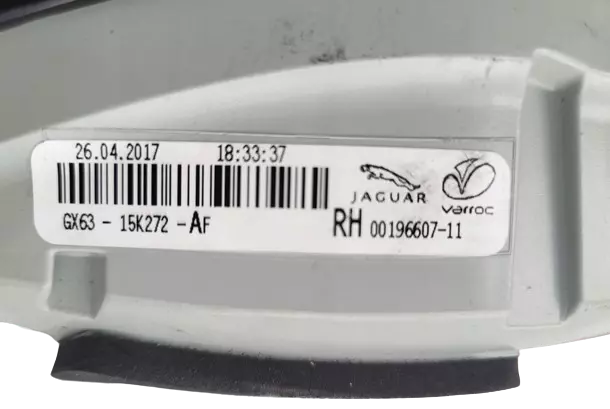 26.04.2017 18:33:37
JAGUAR varroc
GX63 - 15K272 -AF RH 00196607-11